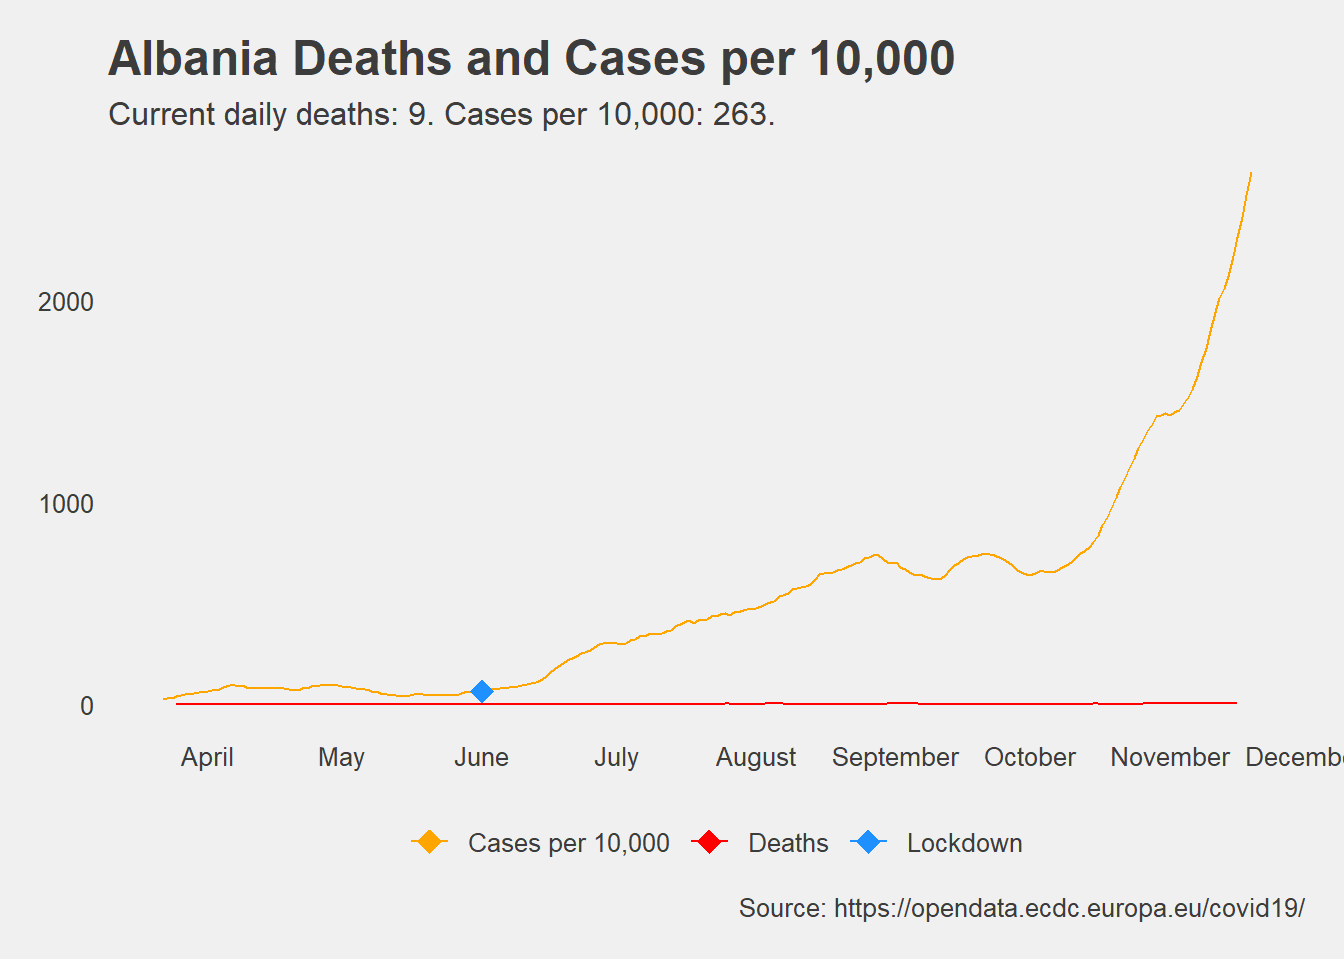 Albania Deaths and Cases per 10,000
Current daily deaths: 9. Cases per 10,000: 263.
2000
1000
0
April May June July August September October November Decembe
Cases per 10,000 Deaths Lockdown
Source: https://opendata.ecdc.europa.eu/covid19/